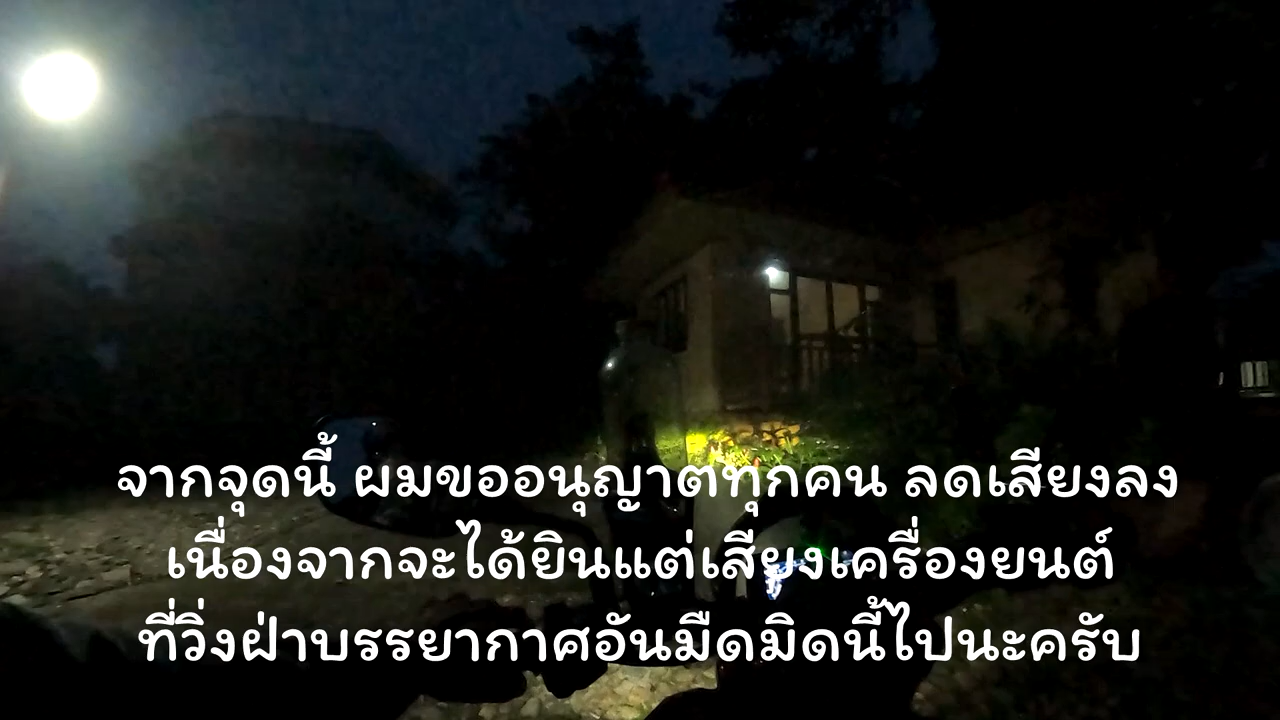 จากจุดนี้ ผมขออนุญาตทุกคน ลดเสียงลง
เนื่องจากจะได้ยินแต่เสียงเครื่องยนต์
ที่วิ่งฝ่าบรรยากาศอันมืดมิดนี้ไปนะครับ